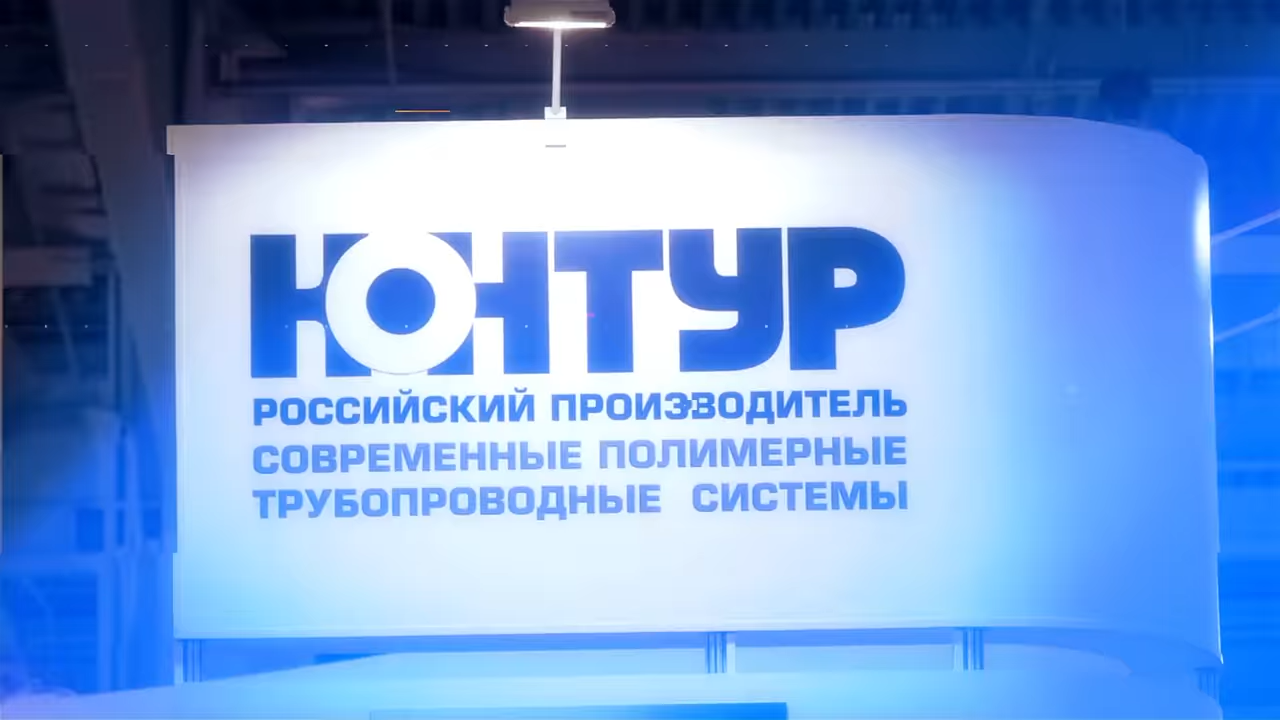 КОНТУР
РОССИЙСКИЙ ПРОИЗВОДИТЕЛЬ
СОВРЕМЕННЫЕ ПОЛИМЕРНЫЕ
ТРУБОПРОВОДНЫЕ СИСТЕМЫ